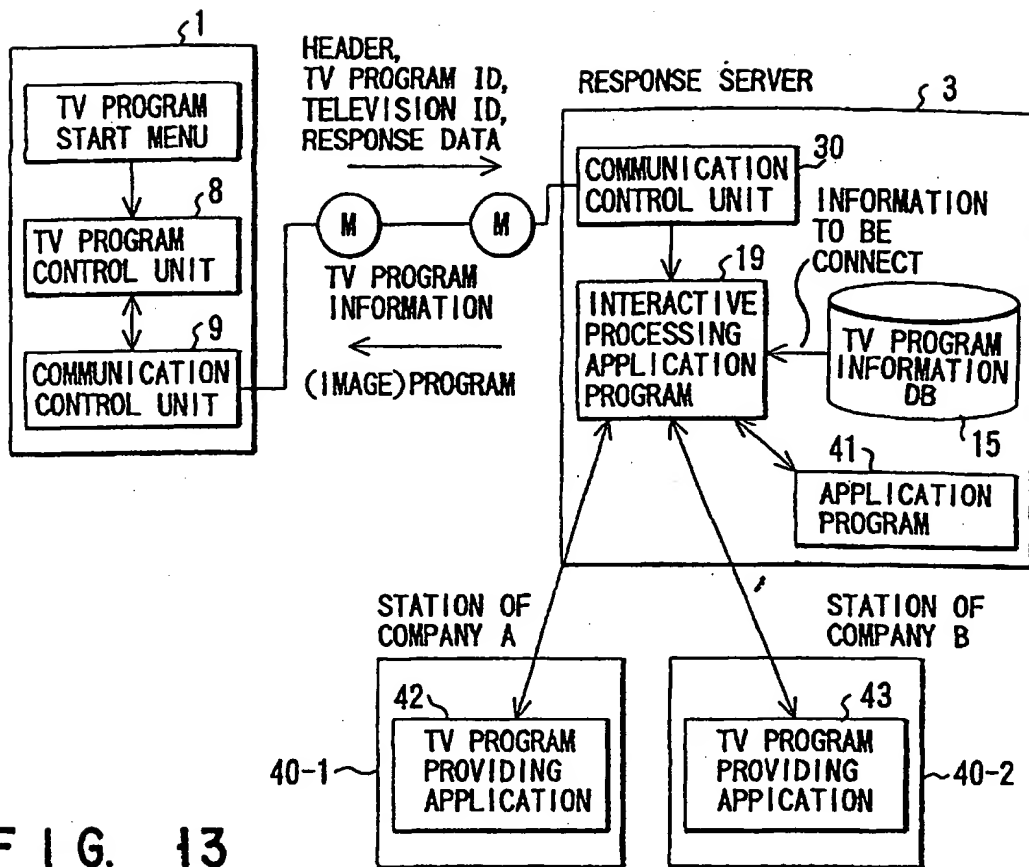 1
TV PROGRAM
START MENU
8
TV PROGRAM
CONTROL UNIT
9
COMMUNICATION
CONTROL UNIT
HEADER,
TV PROGRAM ID,
TELEVISION ID,
RESPONSE DATA
M
M
TV PROGRAM
INFORMATION
(IMAGE)PROGRAM
RESPONSE SERVER
3
30
COMMUNICATION
CONTROL UNIT
INFORMATION
TO BE
CONNECT
19
INTERACTIVE
PROCESSING
APPLICATION
PROGRAM
TV PROGRAM
INFORMATION
DB
15
41
APPLICATION
PROGRAM
STATION OF
COMPANY A
42
TV PROGRAM
PROVIDING
APPLICATION
40-1
STATION OF
COMPANY B
43
TV PROGRAM
PROVIDING
APPICATION
40-2
FIG. 13